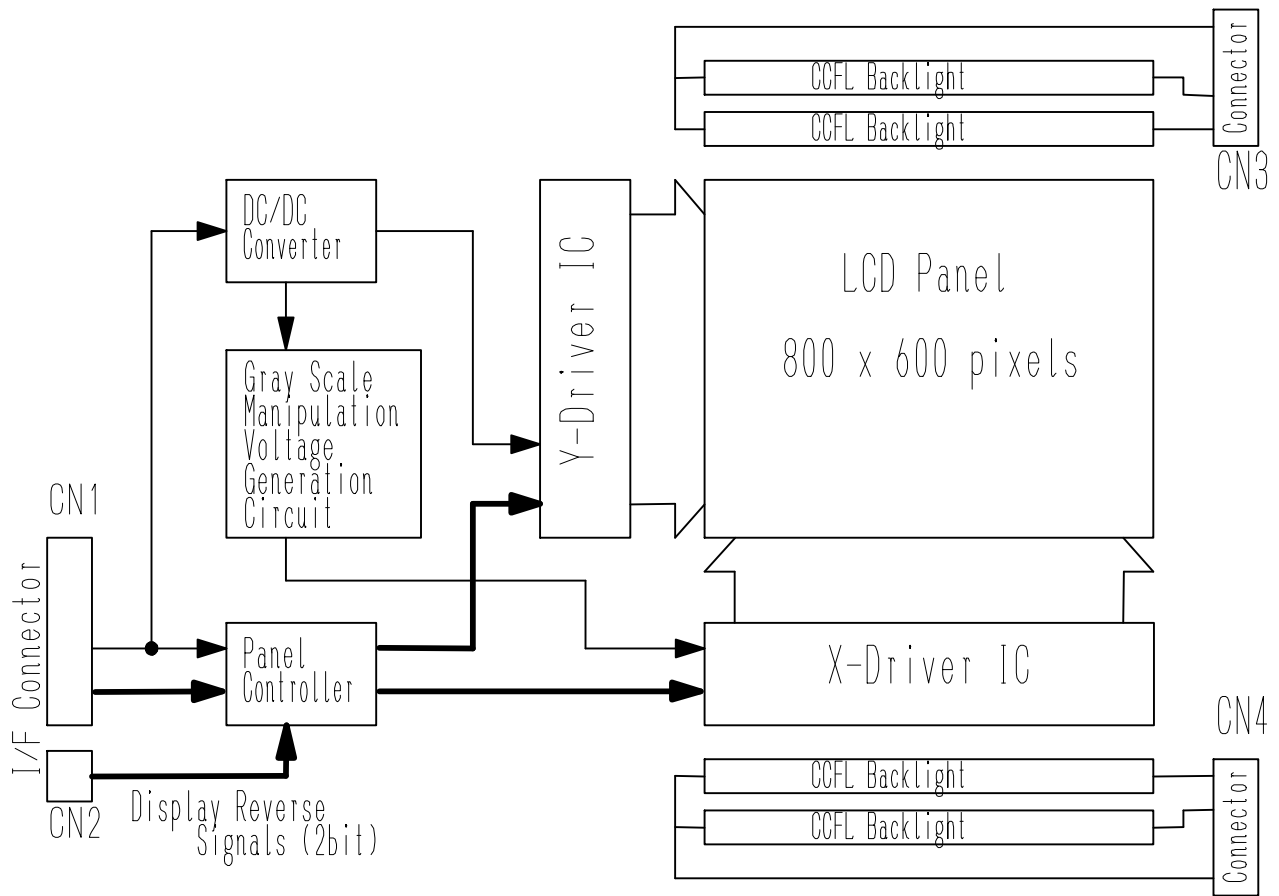 CCFL Backlight
CCFL Backlight
Connector
CN3
DC/DC
Converter
Y-Driver IC
LCD Panel
800 x 600 pixels
Gray Scale
Manipulation
Voltage
Generation
Circuit
CN1
I/F Connector
Panel
Controller
X-Driver IC
CN2
Display Reverse
Signals (2bit)
CN4
CCFL Backlight
CCFL Backlight
Connector